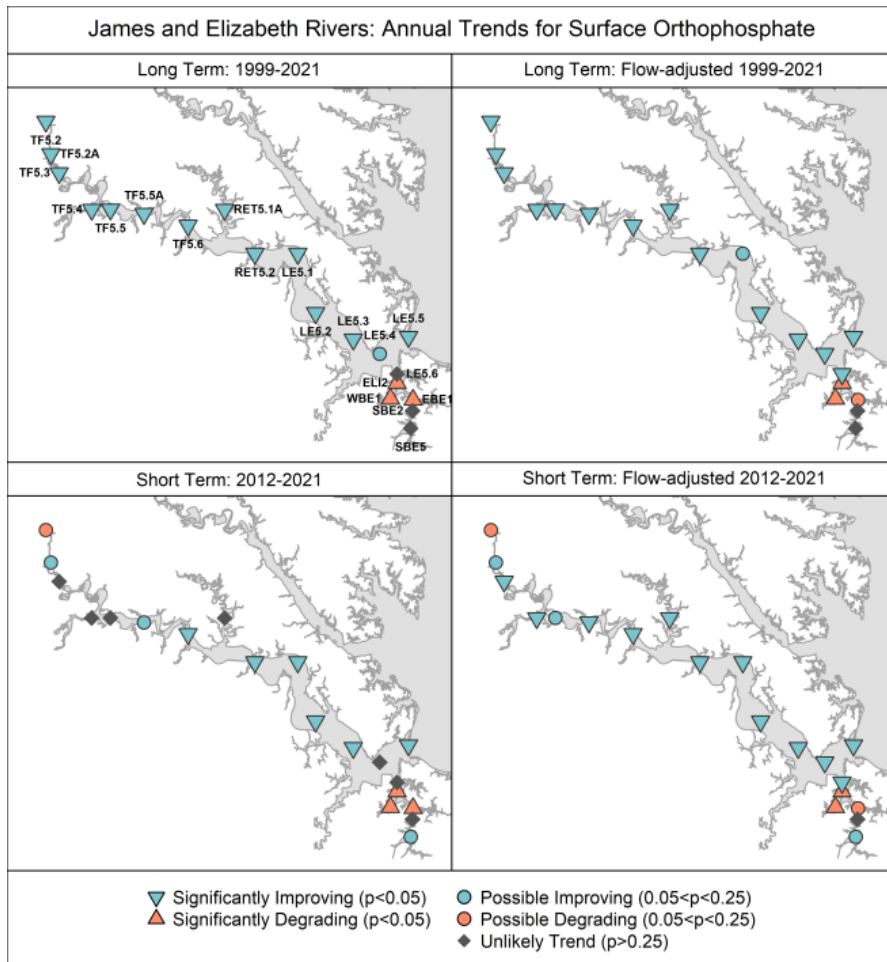 James and Elizabeth Rivers: Annual Trends for Surface Orthophosphate
Long Term: 1999-2021
Long Term: Flow-adjusted 1999-2021
TF5.2
TF5.2A
TF5.3
TF5.5A
TF5.4
RET5.1A
TF5.5
TF5.6
RET5.2
LE5.1
LE5.3
LE5.5
LE5.2
LE5.4
LE5.6
ELI2
WBE1
EBE1
SBE2
SBE5
Short Term: 2012-2021
Short Term: Flow-adjusted 2012-2021
Significantly Improving (p<0.05)
Possible Improving (0.05<p<0.25)
Significantly Degrading (p<0.05)
Possible Degrading (0.05<p<0.25)
Unlikely Trend (p>0.25)